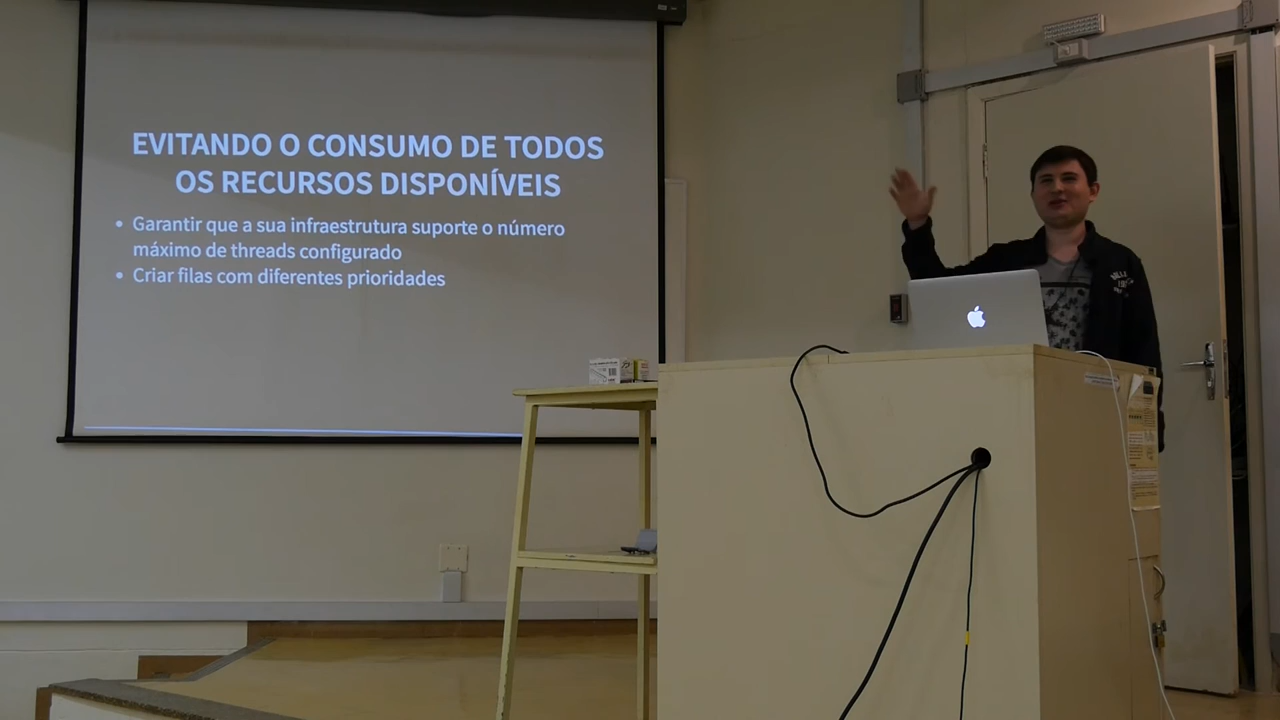 EVITANDO O CONSUMO DE TODOS
OS RECURSOS DISPONÍVEIS
• Garantir que a sua infraestrutura suporte o número
máximo de threads configurado
• Criar filas com diferentes prioridades